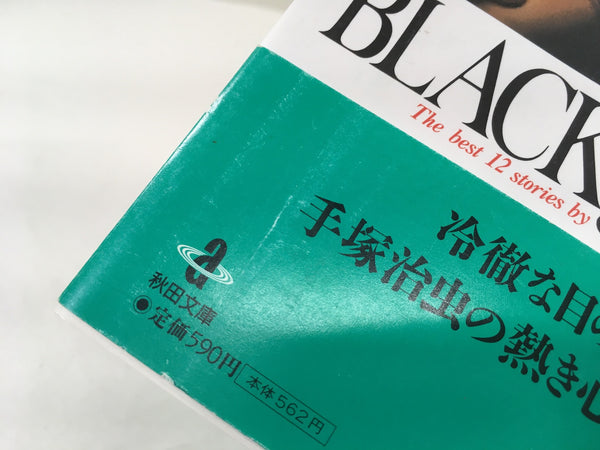 BLACK
The best 12 stories by
冷徹な目の
手塚治虫の熱き心
a
秋田文庫
●定価590円
本体562円